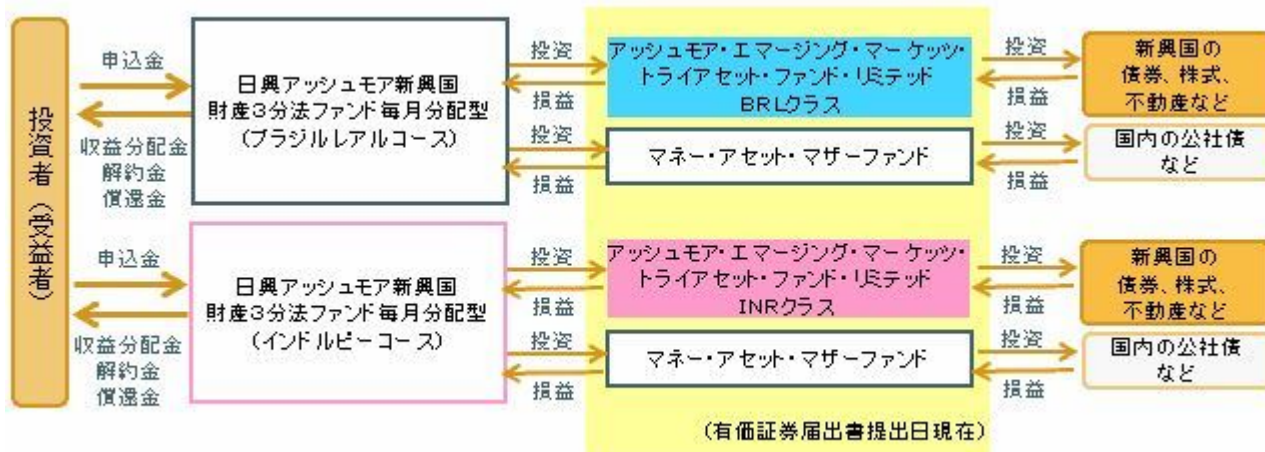 投資者（受益者）
申込金
収益分配金
解約金
償還金
日興アッシュモア新興国
財産3分法ファンド毎月分配型
(ブラジルレアルコース)
投資
損益
投資
損益
アッシュモア・エマージング・マーケッツ・
トライアセット・ファンド・リミテッド
BRLクラス
マネー・アセット・マザーファンド
投資
損益
投資
損益
新興国の
債券、株式、
不動産など
国内の公社債
など
申込金
収益分配金
解約金
償還金
日興アッシュモア新興国
財産3分法ファンド毎月分配型
(インドルピーコース)
投資
損益
投資
損益
アッシュモア・エマージング・マーケッツ・
トライアセット・ファンド・リミテッド
INRクラス
マネー・アセット・マザーファンド
投資
損益
投資
損益
新興国の
債券、株式、
不動産など
国内の公社債
など
(有価証券届出書提出日現在)